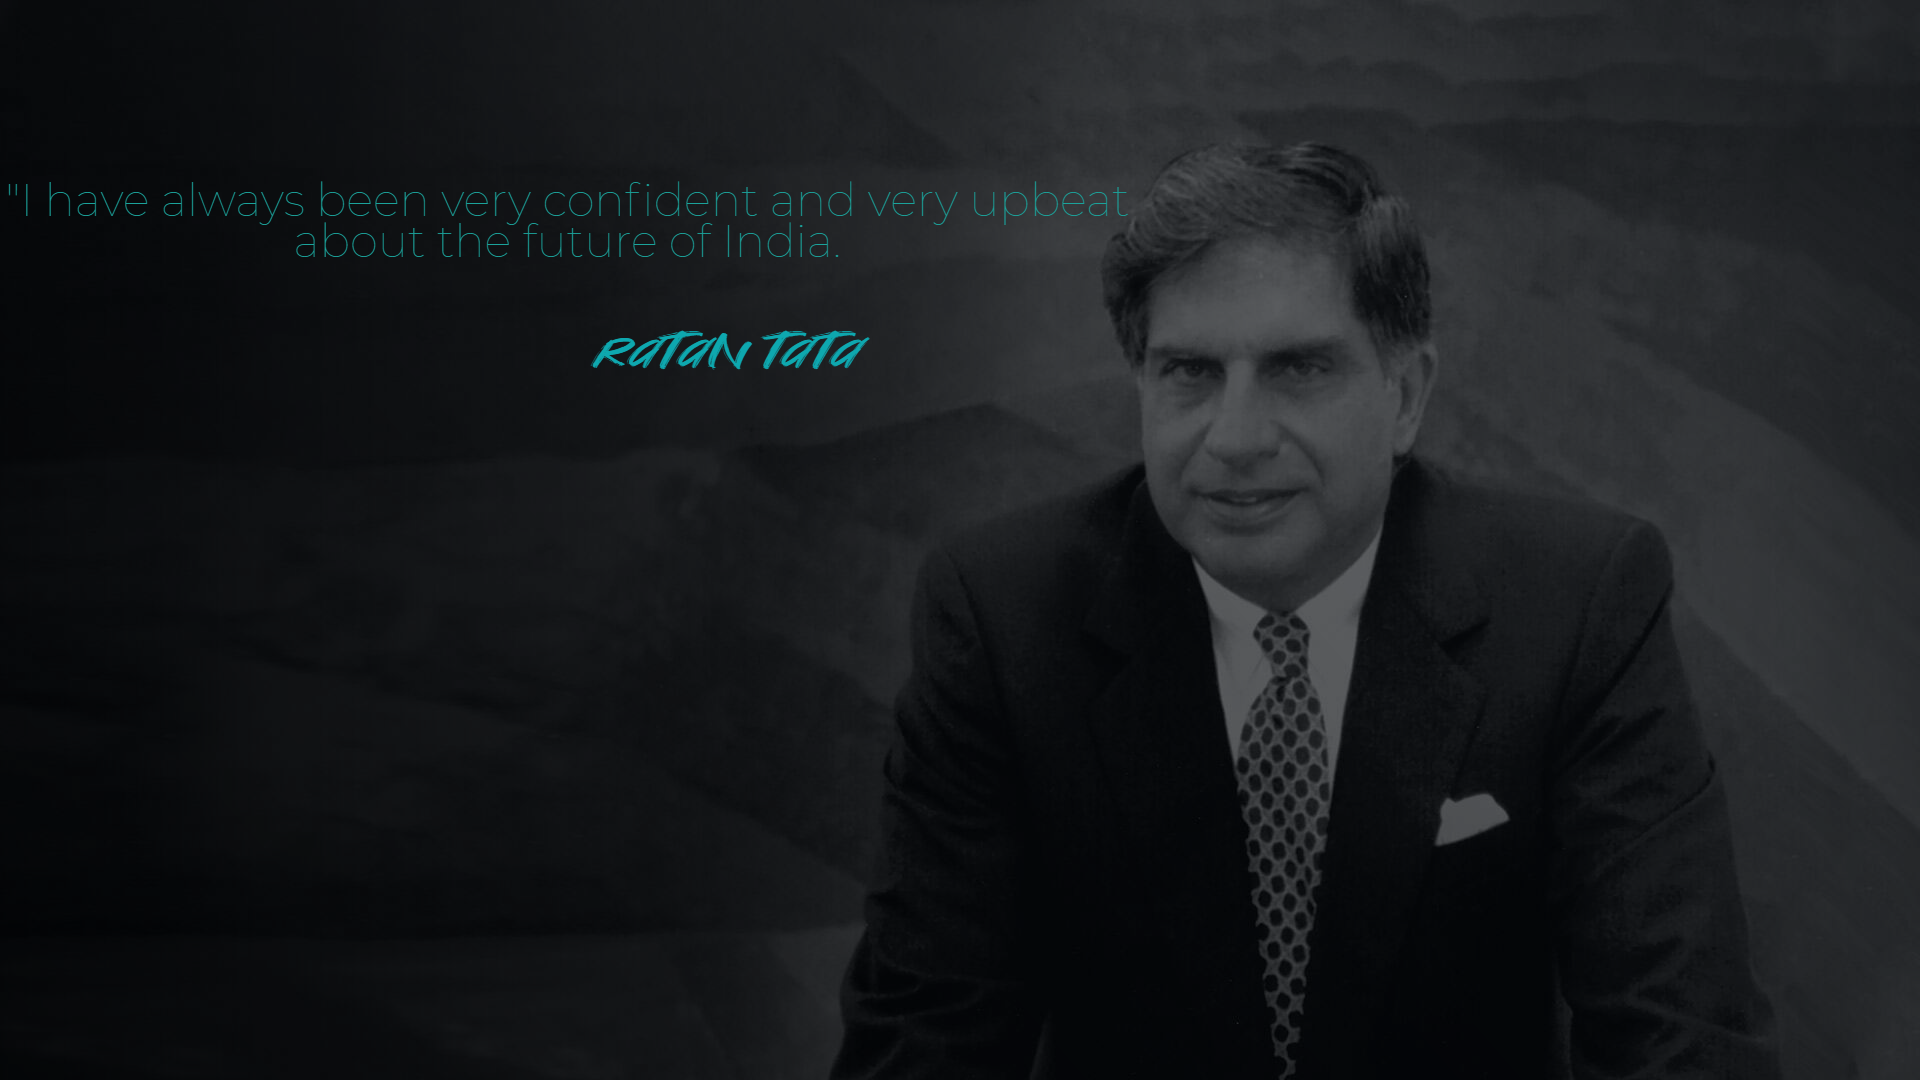 "I have always been very confident and very upbeat
about the future of India.
RATAN TATA